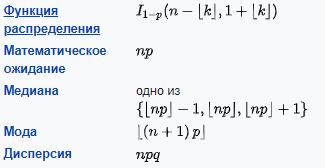 Функция
распределения
I_{1-p}(n − ⌊k⌋, 1 + ⌊k⌋)
Математическое
ожидание
np
Медиана
одно из
{⌊np⌋ − 1, ⌊np⌋, ⌊np⌋ + 1}
Мода
⌊(n + 1) p⌋
Дисперсия
npq